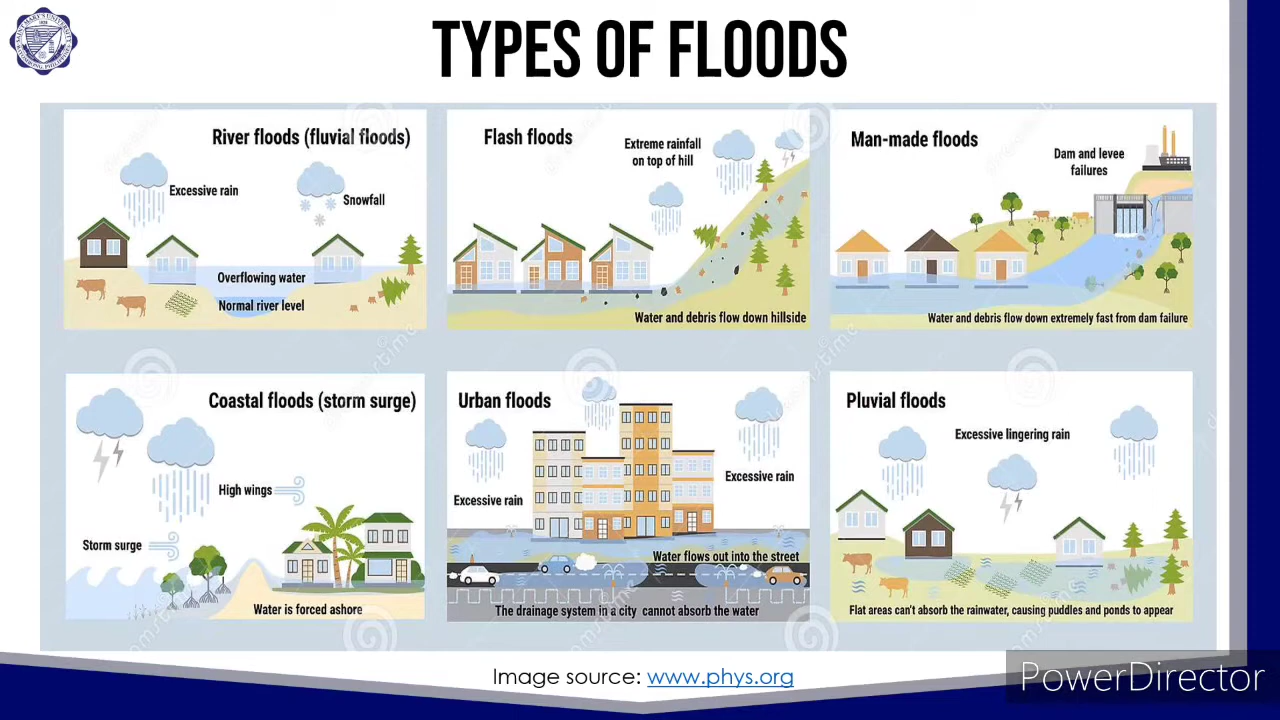 TYPES OF FLOODS
River floods (fluvial floods)
Excessive rain
Snowfall
Overflowing water
Normal river level
Flash floods
Extreme rainfall
on top of hill
Water and debris flow down hillside
Man-made floods
Dam and levee
failures
Water and debris flow down extremely fast from dam failure
Coastal floods (storm surge)
High wings
Storm surge
Water is forced ashore
Urban floods
Excessive rain
Excessive rain
Water flows out into the street
The drainage system in a city cannot absorb the water
Pluvial floods
Excessive lingering rain
Flat areas can't absorb the rainwater, causing puddles and ponds to appear
Image source: www.phys.org
PowerDirector